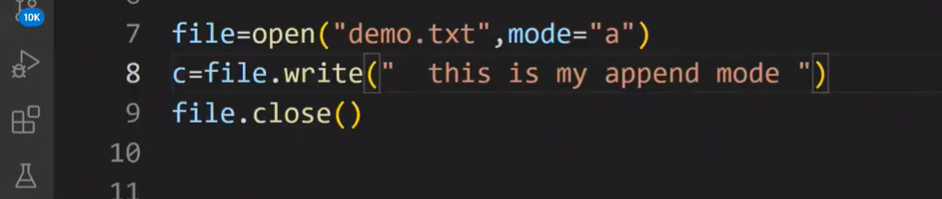 10K
7 file=open("demo.txt",mode="a")
8 c=file.write("  this is my append mode ")
9 file.close()
10
11